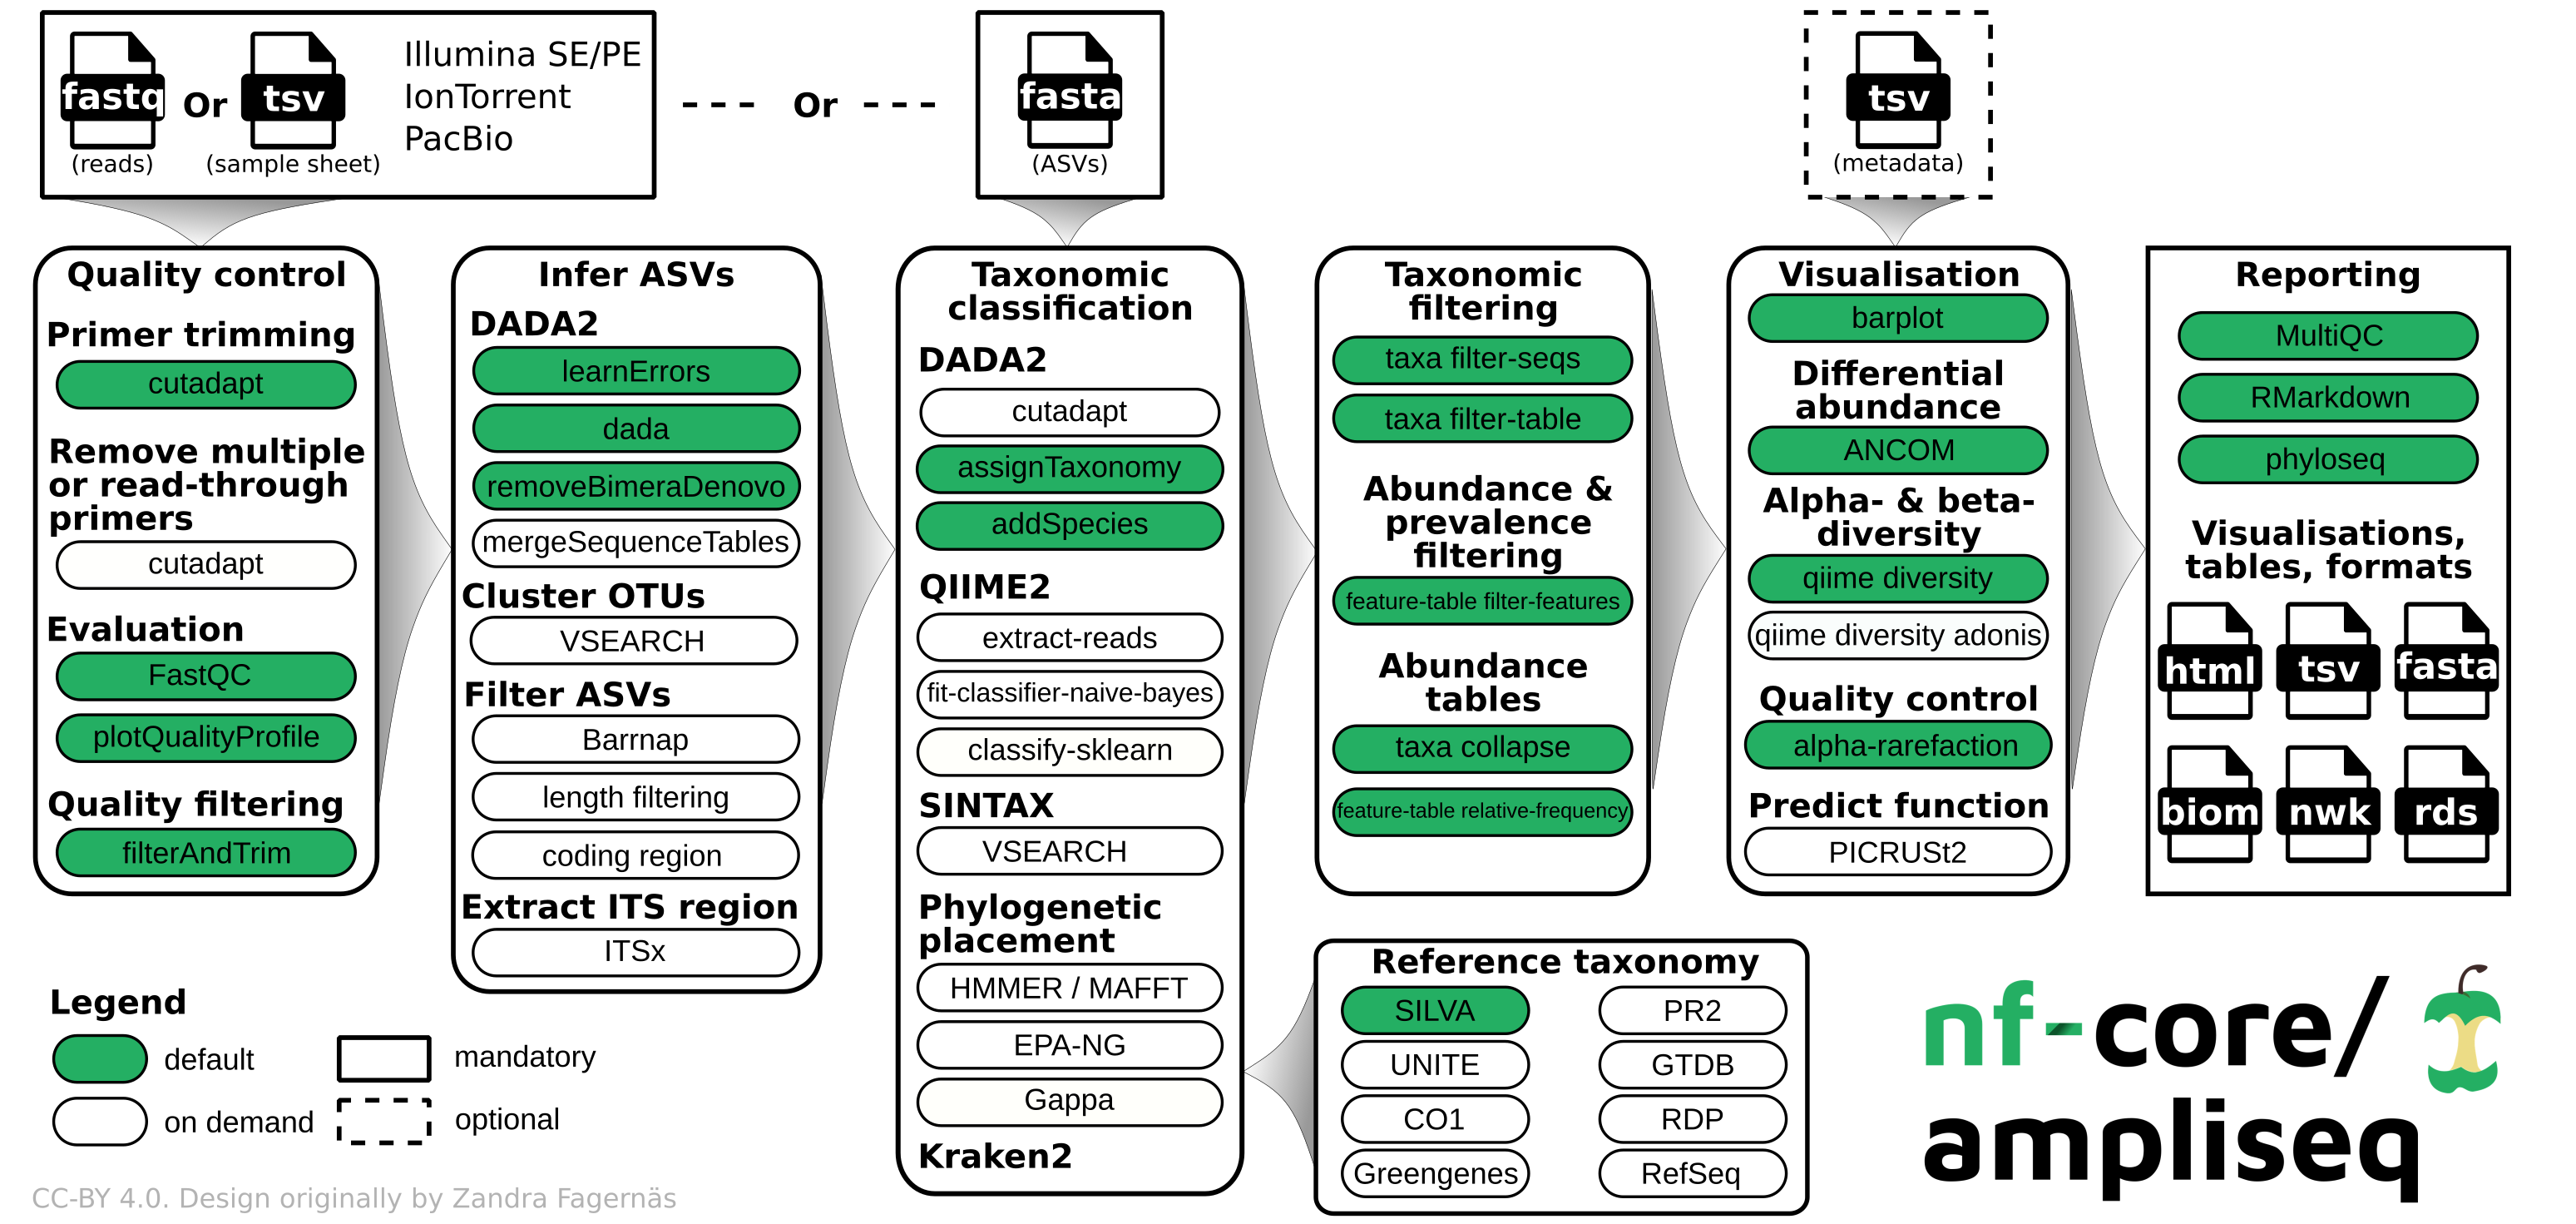 fastq
(reads)
Or
tsv
(sample sheet)
Illumina SE/PE
IonTorrent
PacBio
Or
fasta
(ASVs)
tsv
(metadata)
Quality control
Primer trimming
cutadapt
Remove multiple
or read-through
primers
cutadapt
Evaluation
FastQC
plotQualityProfile
Quality filtering
filterAndTrim
Infer ASVs
DADA2
learnErrors
dada
removeBimeraDenovo
mergeSequenceTables
Cluster OTUs
VSEARCH
Filter ASVs
Barrnap
length filtering
coding region
Extract ITS region
ITSx
Taxonomic
classification
DADA2
cutadapt
assignTaxonomy
addSpecies
QIIME2
extract-reads
fit-classifier-naive-bayes
classify-sklearn
SINTAX
VSEARCH
Phylogenetic
placement
HMMER / MAFFT
EPA-NG
Gappa
Kraken2
Taxonomic
filtering
taxa filter-seqs
taxa filter-table
Abundance &
prevalence
filtering
feature-table filter-features
Abundance
tables
taxa collapse
feature-table relative-frequency
Visualisation
barplot
Differential
abundance
ANCOM
Alpha- & beta-
diversity
qiime diversity
qiime diversity adonis
Quality control
alpha-rarefaction
Predict function
PICRUSt2
Reporting
MultiQC
RMarkdown
phyloseq
Visualisations,
tables, formats
html
tsv
fasta
biom
nwk
rds
Reference taxonomy
SILVA
PR2
UNITE
GTDB
CO1
RDP
Greengenes
RefSeq
Legend
default
mandatory
on demand
optional
CC-BY 4.0. Design originally by Zandra Fagernäs
nf-core/
ampliseq